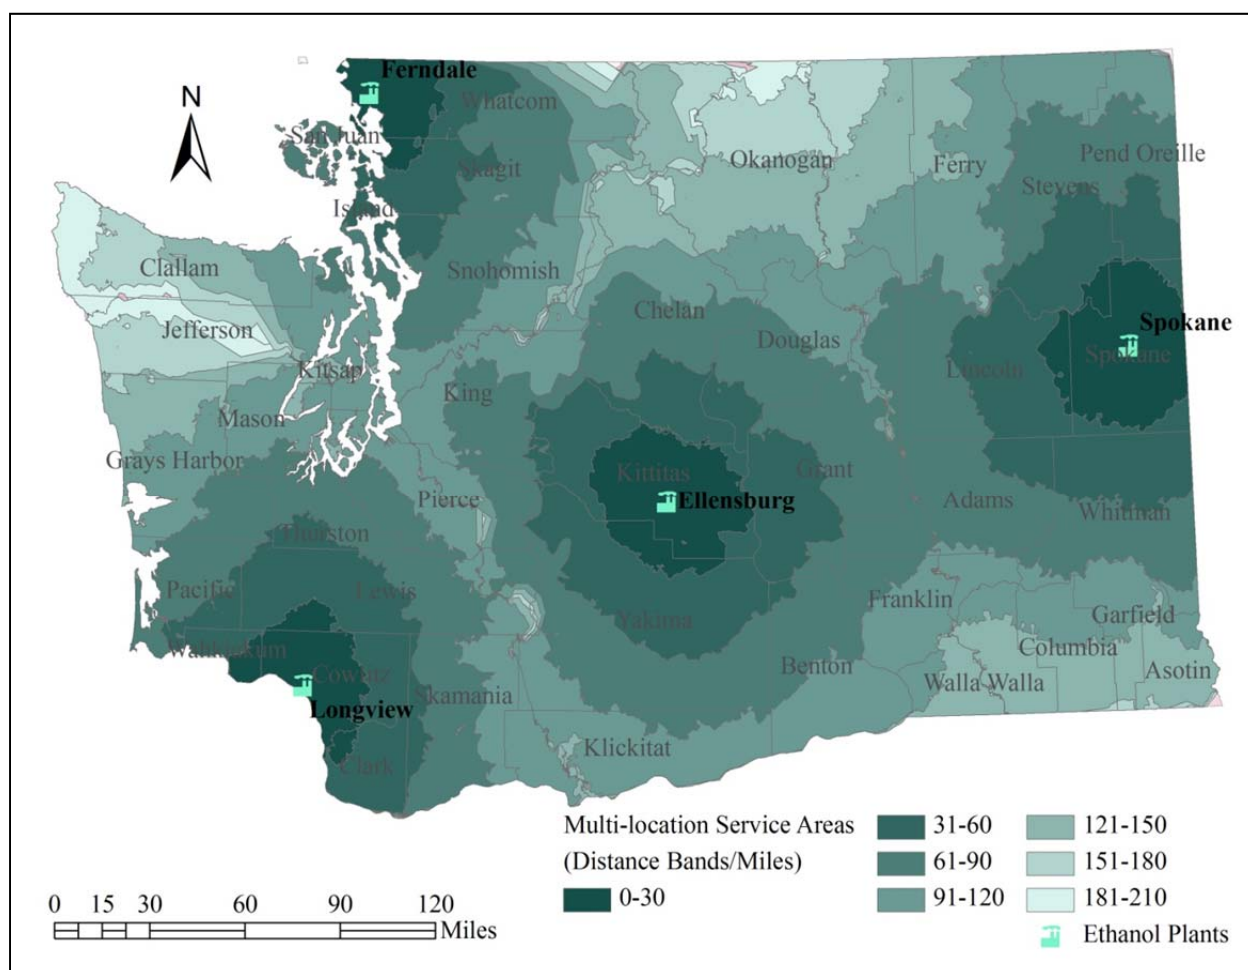 Ferndale
N
Whatcom
San Juan
Okanogan
Ferry
Pend Oreille
Skagit
Stevens
Island
Clallam
Snohomish
Chelan
Jefferson
Spokane
Douglas
Spokane
Kitsap
Lincoln
King
Mason
Grays Harbor
Kittitas
Grant
Ellensburg
Pierce
Adams
Whitman
Thurston
Pacific
Lewis
Franklin
Yakima
Garfield
Wahkiakum
Columbia
Benton
Asotin
Cowlitz
Skamania
Walla Walla
Longview
Klickitat
Clark
Multi-location Service Areas
(Distance Bands/Miles)
0-30
31-60
61-90
91-120
121-150
151-180
181-210
Ethanol Plants
0 15 30 60 90 120
Miles